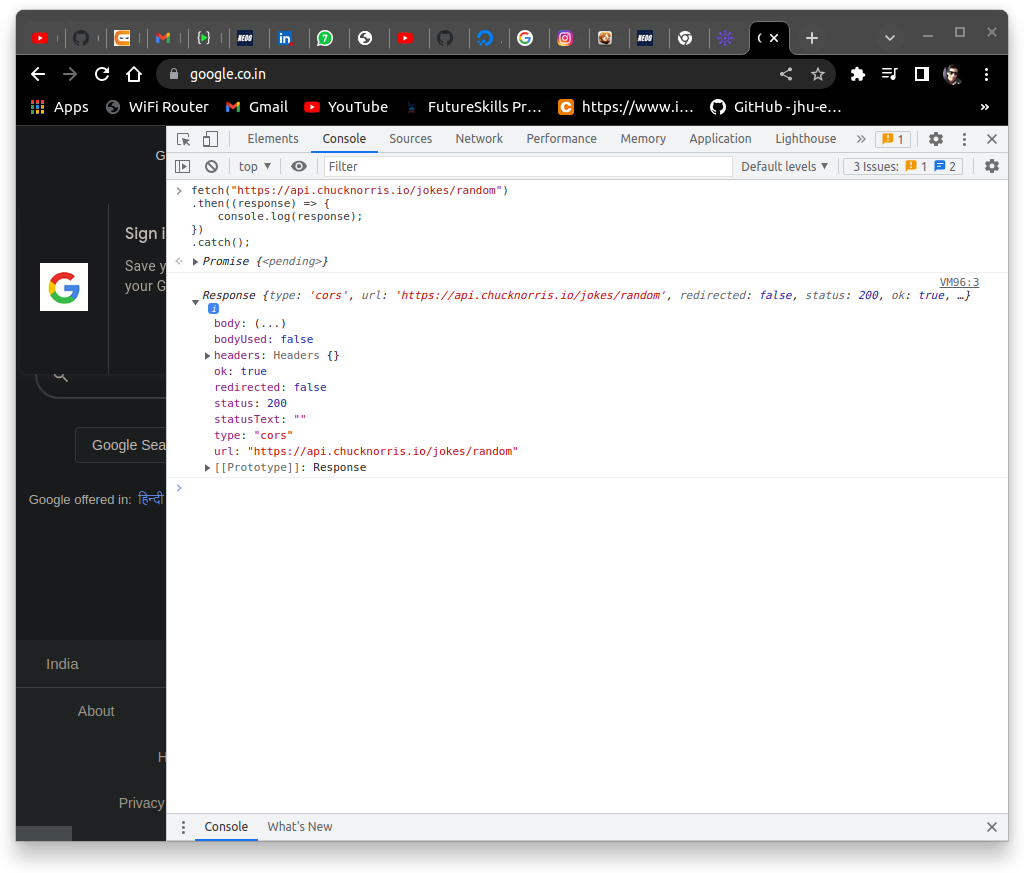 NEOG
in
7
NEOG
google.co.in
Apps
WiFi Router
Gmail
YouTube
FutureSkills Pr...
https://www.i...
GitHub - jhu-e...
»
G
Sign i
Save y
your G
Google Sea
Google offered in: हिन्दी
India
About
H
Privacy
Elements Console Sources Network Performance Memory Application Lighthouse » 1
top ▼ Filter Default levels ▼ 3 Issues: 1 2
> fetch("https://api.chucknorris.io/jokes/random")
.then((response) => {
console.log(response);
})
.catch();
Promise {<pending>}
VM96:3
Response {type: 'cors', url: 'https://api.chucknorris.io/jokes/random', redirected: false, status: 200, ok: true, …}
i
body: (...)
bodyUsed: false
headers: Headers {}
ok: true
redirected: false
status: 200
statusText: ""
type: "cors"
url: "https://api.chucknorris.io/jokes/random"
[[Prototype]]: Response
>
Console What's New